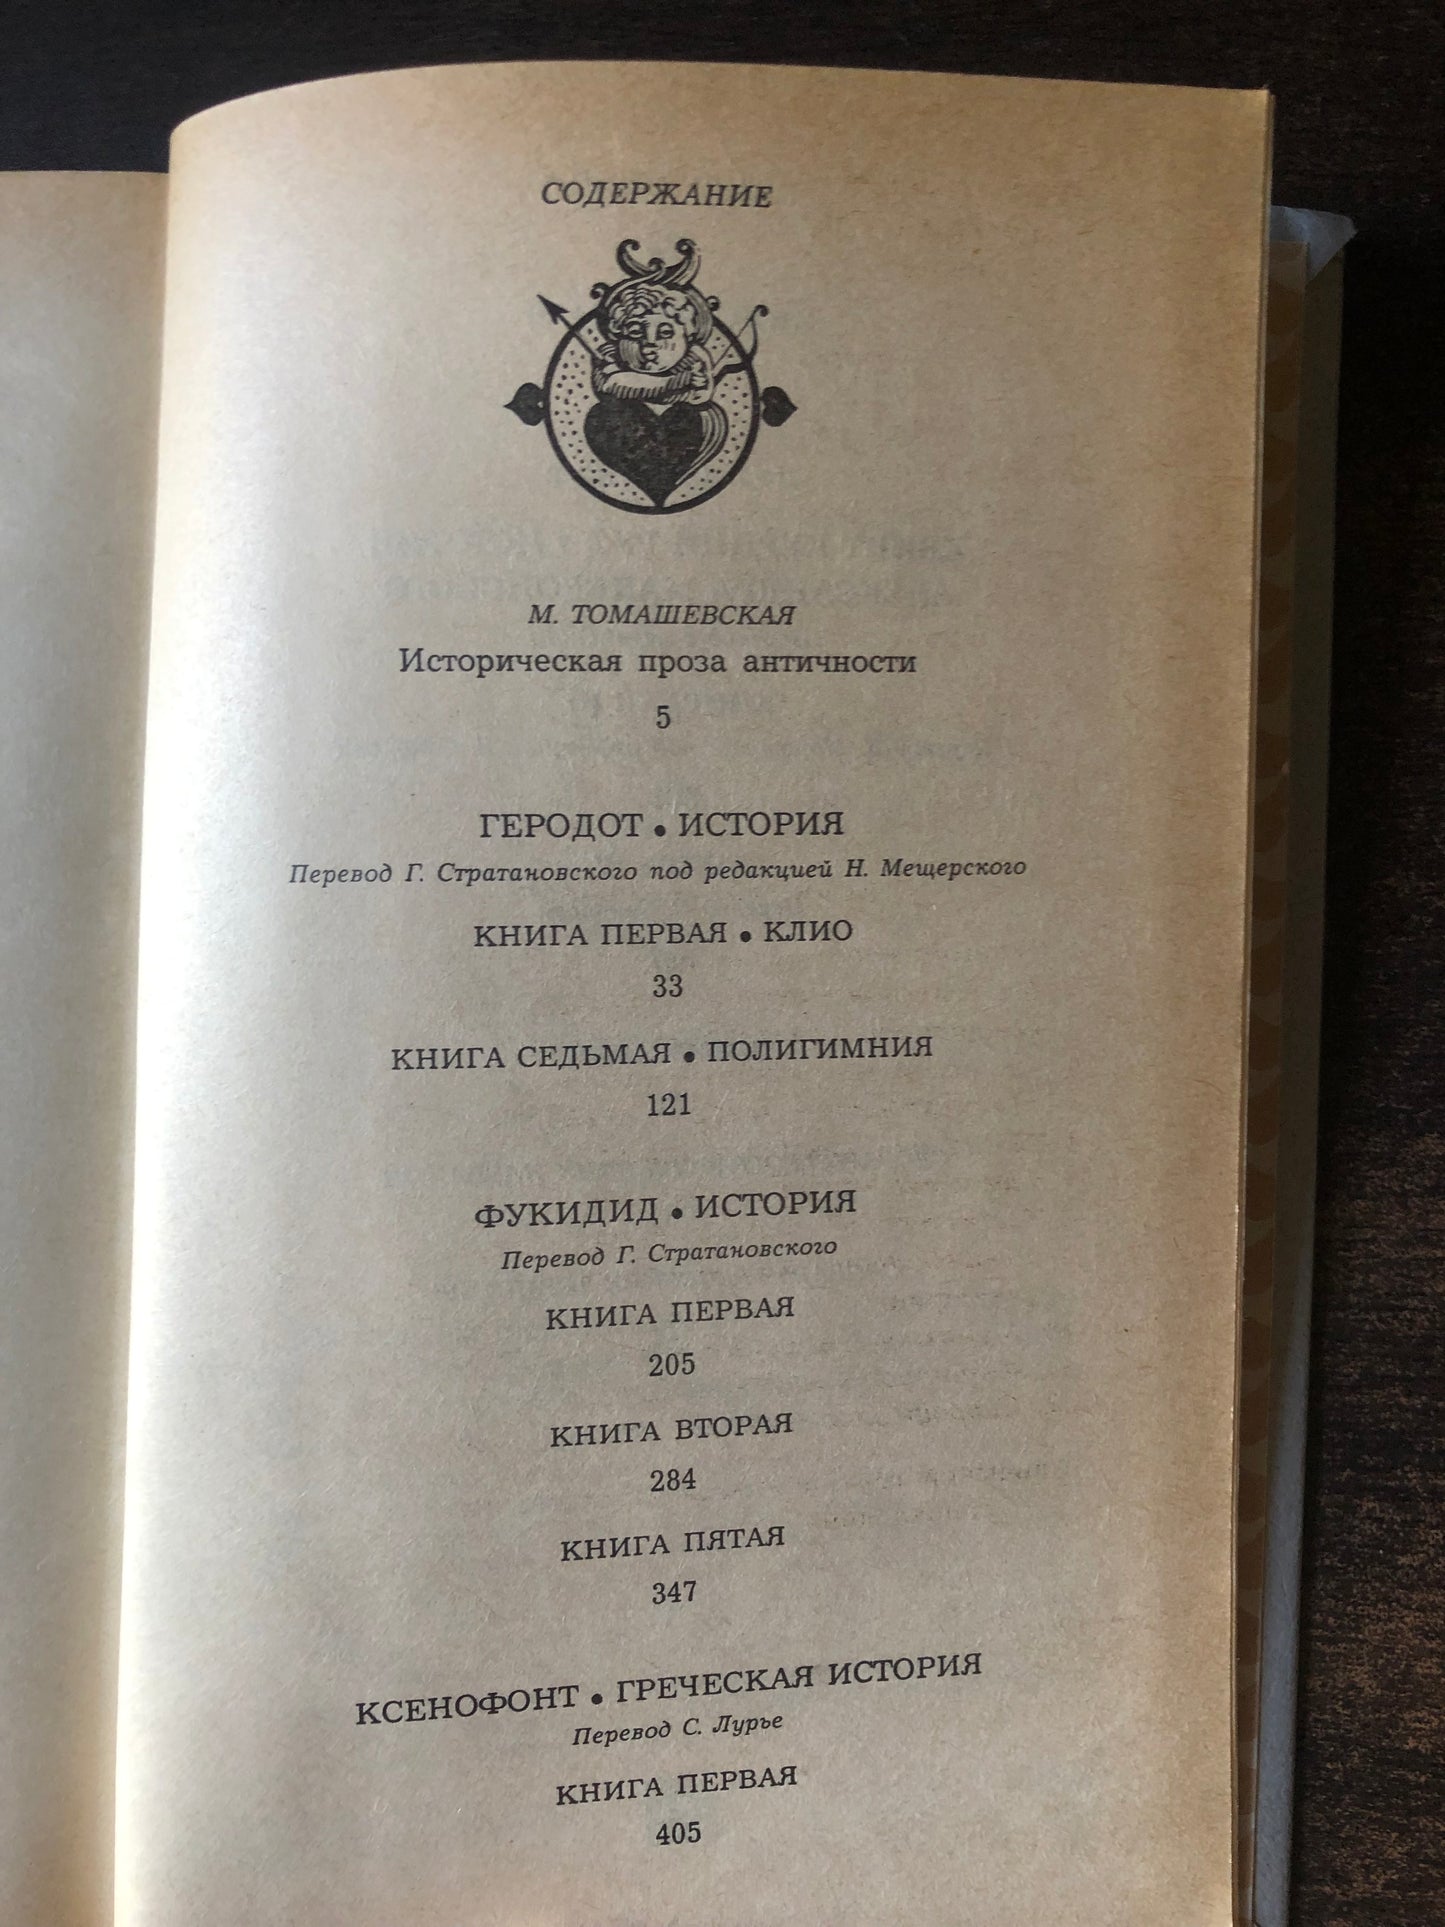 СОДЕРЖАНИЕ
М. ТОМАШЕВСКАЯ
Историческая проза античности
5
ГЕРОДОТ • ИСТОРИЯ
Перевод Г. Стратановского под редакцией Н. Мещерского
КНИГА ПЕРВАЯ • КЛИО
33
КНИГА СЕДЬМАЯ • ПОЛИГИМНИЯ
121
ФУКИДИД • ИСТОРИЯ
Перевод Г. Стратановского
КНИГА ПЕРВАЯ
205
КНИГА ВТОРАЯ
284
КНИГА ПЯТАЯ
347
КСЕНОФОНТ • ГРЕЧЕСКАЯ ИСТОРИЯ
Перевод С. Лурье
КНИГА ПЕРВАЯ
405